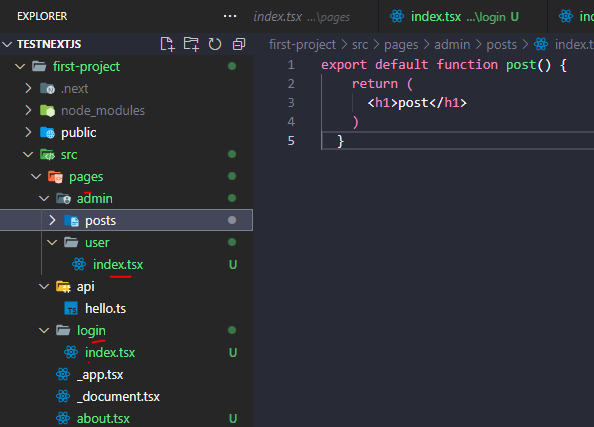 EXPLORER ...
index.tsx ...\pages
index.tsx ...\login U
TESTNEXTJS
first-project
.next
node_modules
public
src
pages
admin
posts
user
index.tsx U
api
hello.ts
login
index.tsx U
_app.tsx
_document.tsx
about.tsx U
first-project > src > pages > admin > posts > index.t
1 export default function post() {
2 return (
3 <h1>post</h1>
4 )
5 }